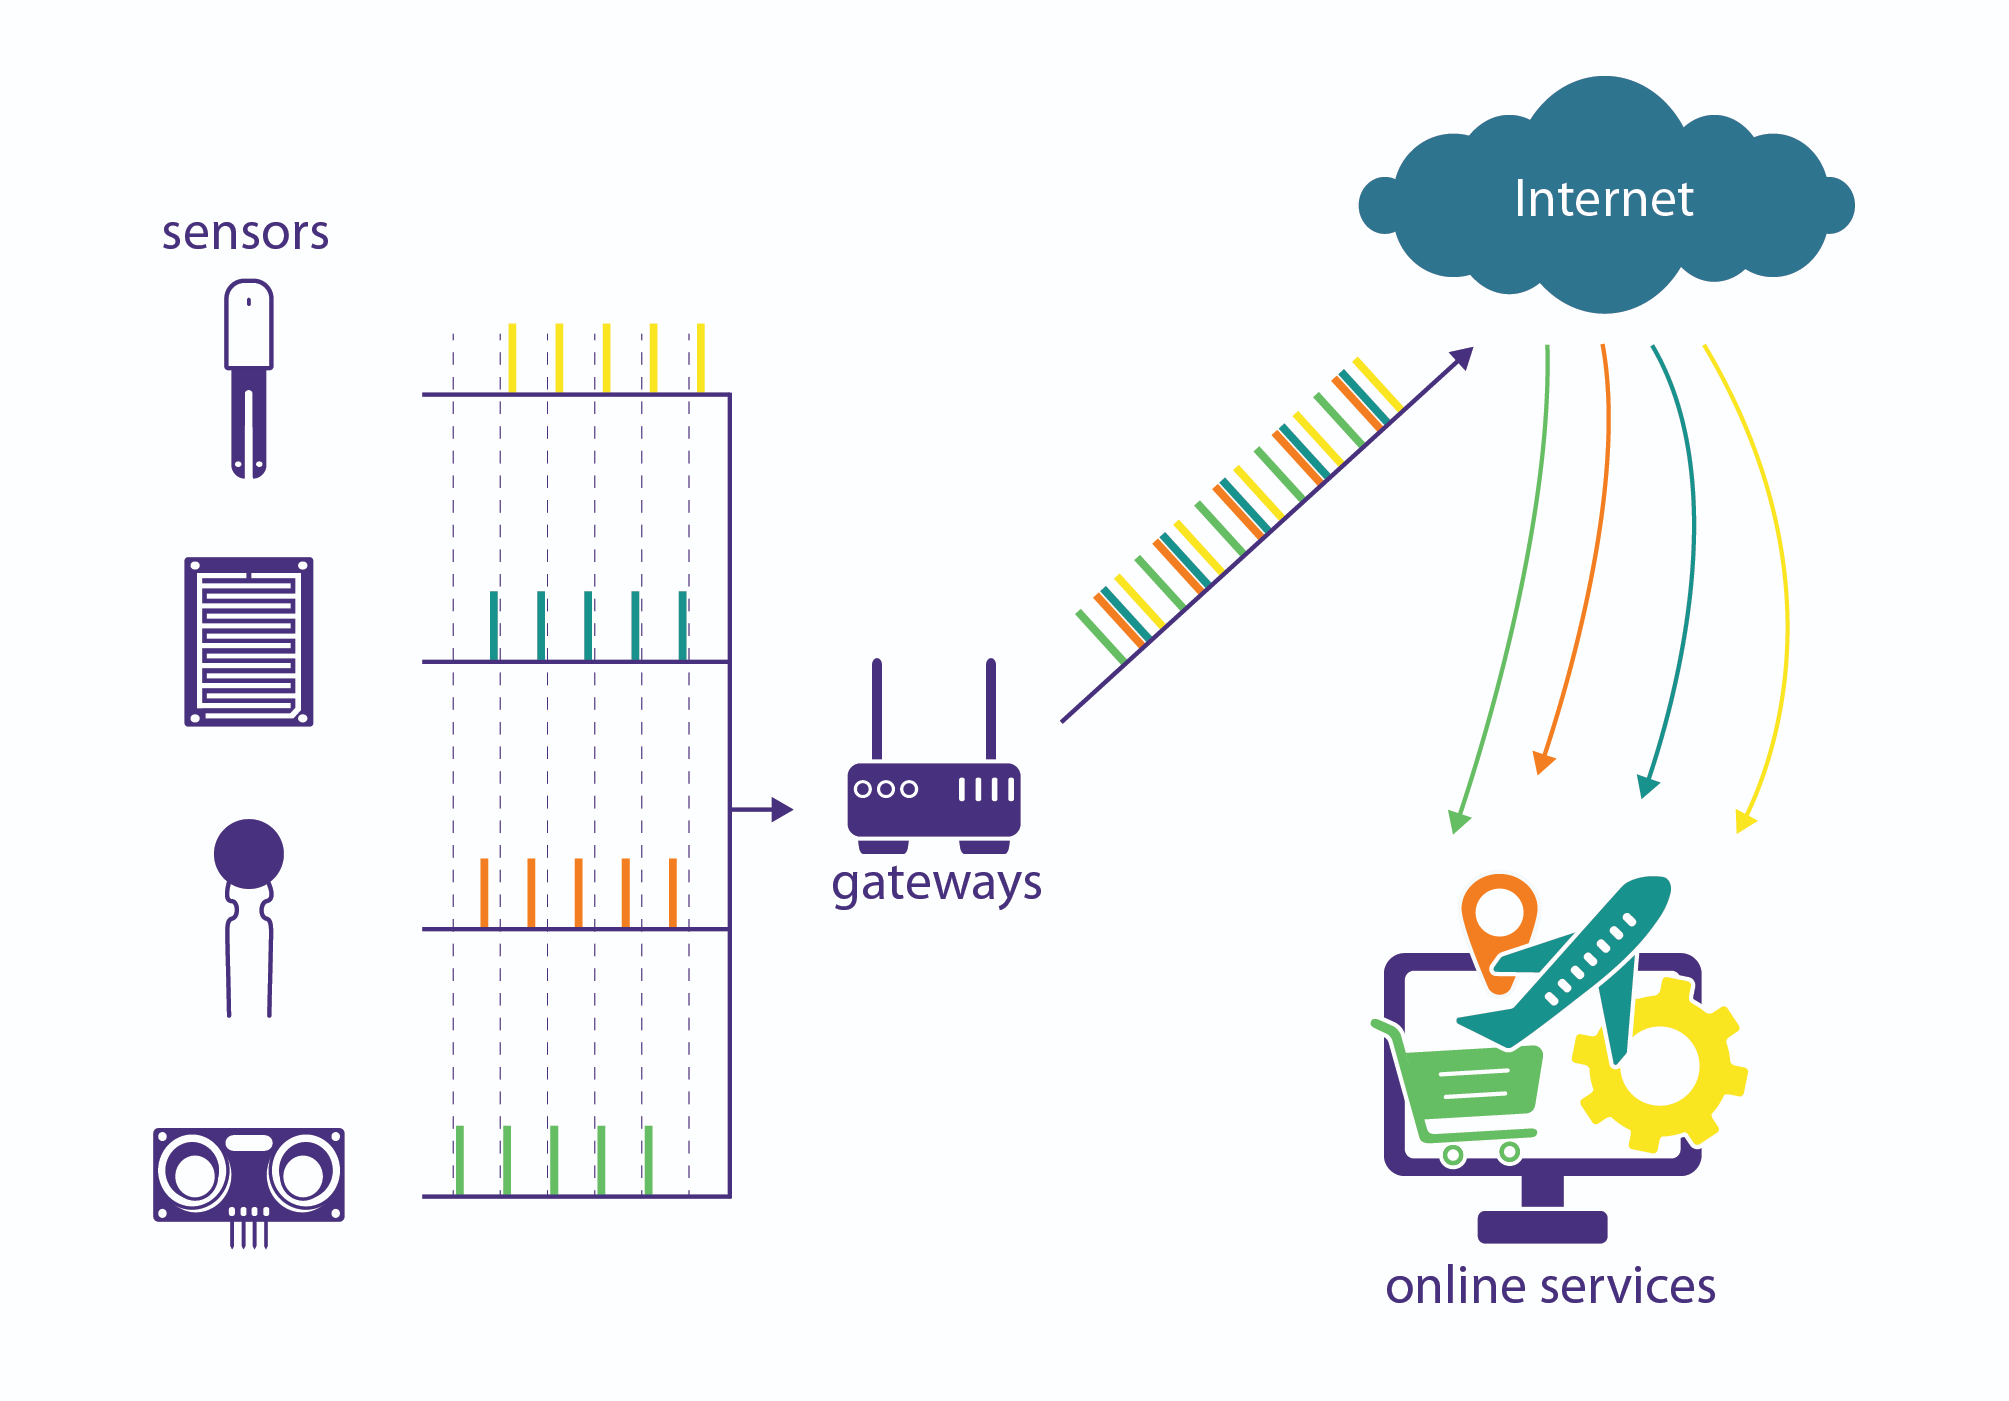 sensors
Internet
gateways
online services